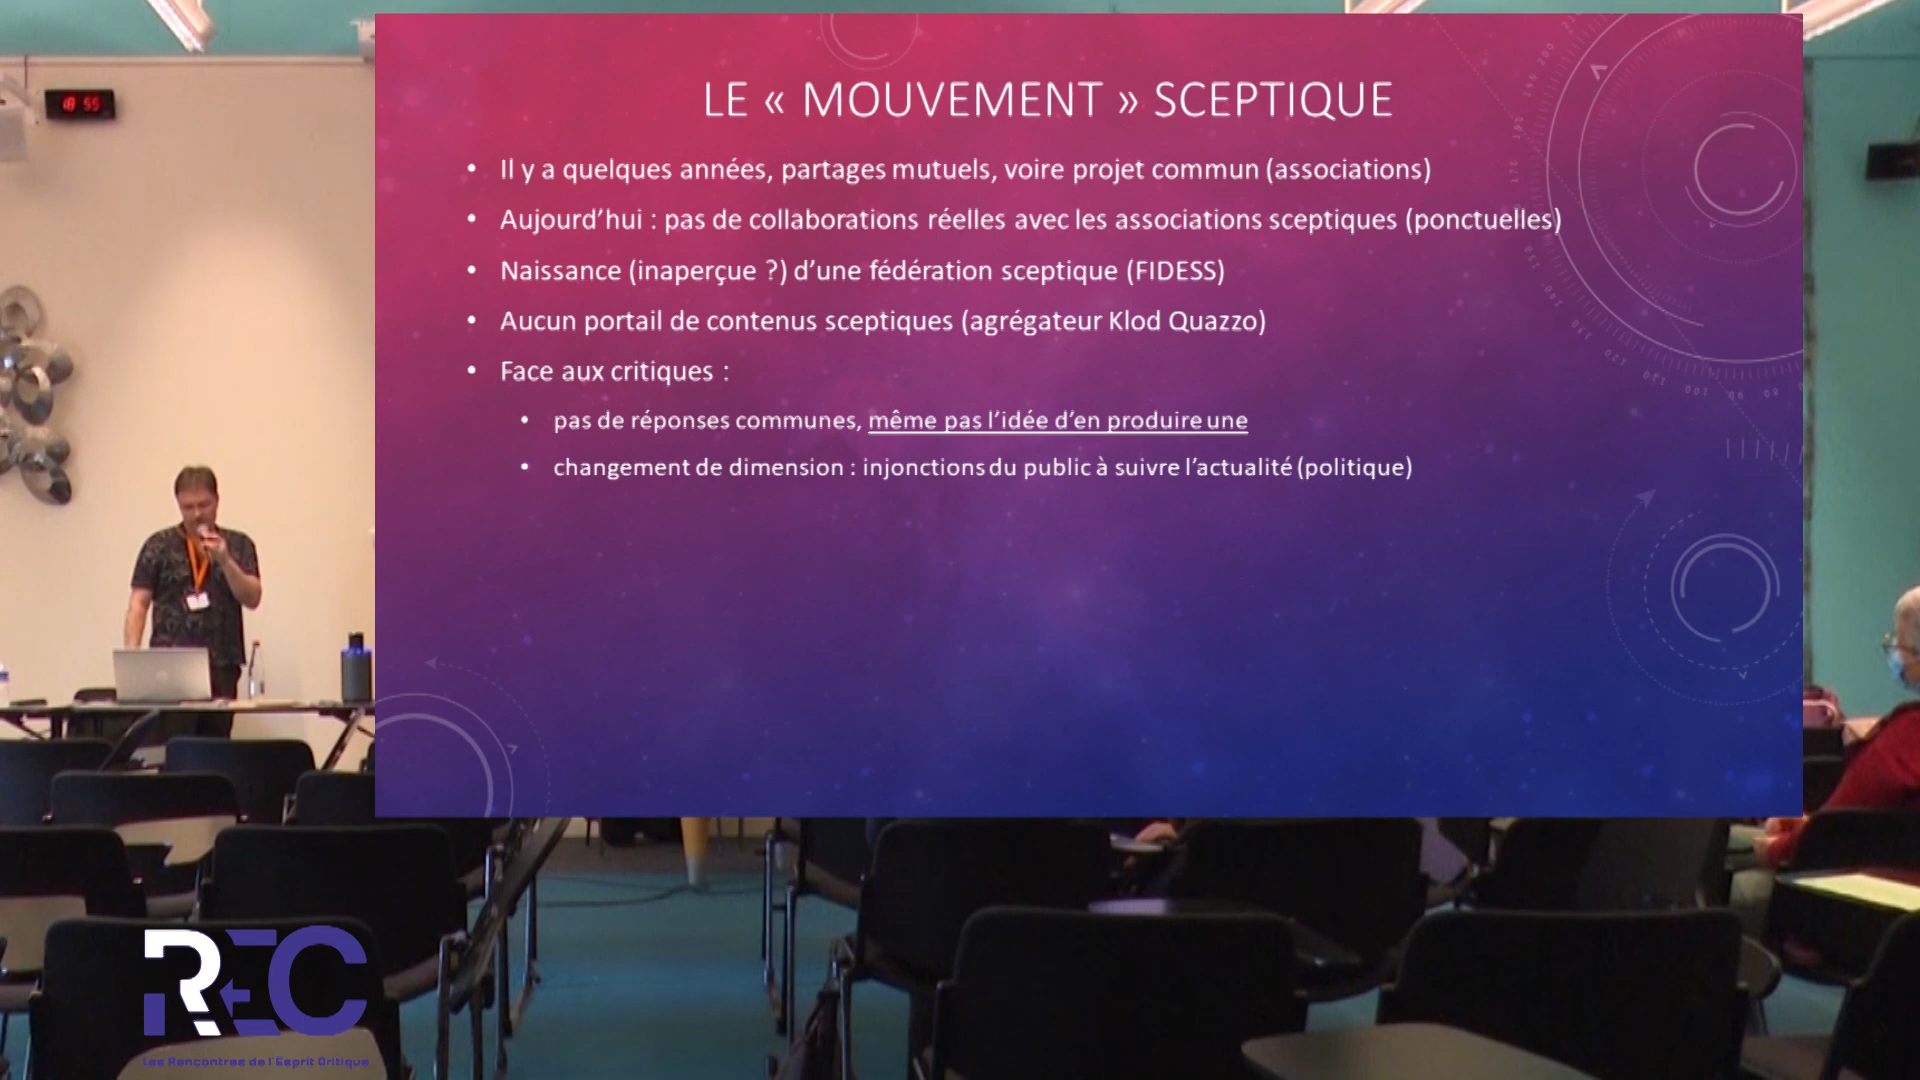 18 55
LE « MOUVEMENT » SCEPTIQUE
• Il y a quelques années, partages mutuels, voire projet commun (associations)
• Aujourd’hui : pas de collaborations réelles avec les associations sceptiques (ponctuelles)
• Naissance (inaperçue ?) d’une fédération sceptique (FIDESS)
• Aucun portail de contenus sceptiques (agrégateur Klod Quazzo)
• Face aux critiques :
• pas de réponses communes, même pas l’idée d’en produire une
• changement de dimension : injonctions du public à suivre l’actualité (politique)
REC
Les Rencontres de l'Esprit Critique